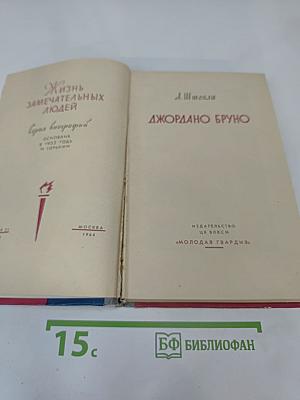 Жизнь
ЗАМЕЧАТЕЛЬНЫХ
ЛЮДЕЙ
Серия биографий
ОСНОВАНА
В 1933 ГОДУ
М. ГОРЬКИМ
МОСКВА
1964
А. Штекли
ДЖОРДАНО БРУНО
ИЗДАТЕЛЬСТВО
ЦК ВЛКСМ
«МОЛОДАЯ ГВАРДИЯ»
15с
БФ БИБЛИОФАН